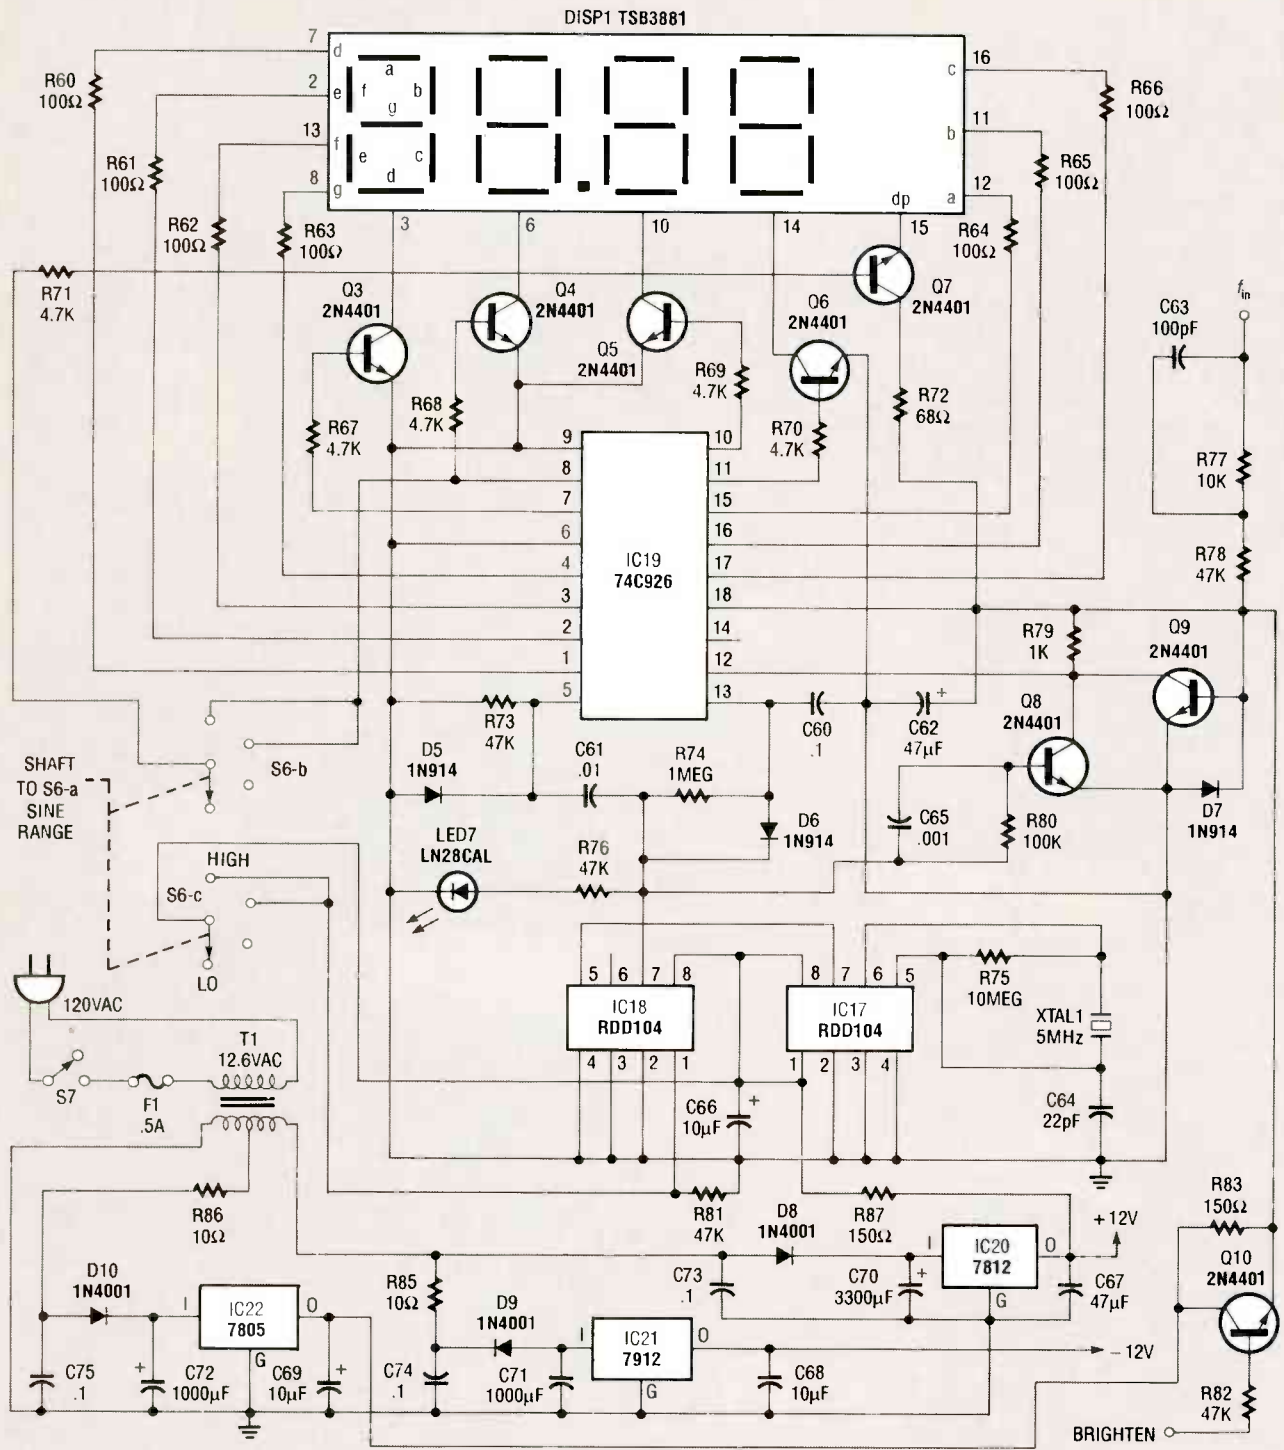 DISP1 TSB3881
7
d
R60
100Ω
2
e
R61
100Ω
13
f
R62
100Ω
8
g
R63
100Ω
a
f
b
g
e
c
d
16
c
R66
100Ω
11
b
R65
100Ω
12
a
R64
100Ω
dp
3
6
10
14
15
R71
4.7K
Q3
2N4401
Q4
2N4401
Q5
2N4401
Q6
2N4401
Q7
2N4401
fin
C63
100pF
R67
4.7K
R68
4.7K
R69
4.7K
R70
4.7K
R72
68Ω
R77
10K
R78
47K
IC19
74C926
9
8
7
6
4
3
2
1
5
10
11
15
16
17
18
14
12
13
R79
1K
Q9
2N4401
Q8
2N4401
R73
47K
C60
.1
C62
47µF
+
D5
1N914
C61
.01
R74
1MEG
D6
1N914
C65
.001
R80
100K
D7
1N914
SHAFT
TO S6-a
SINE
RANGE
S6-b
LED7
LN28CAL
R76
47K
HIGH
S6-c
LO
120VAC
T1
12.6VAC
S7
F1
.5A
5
6
7
8
IC18
RDD104
4
3
2
1
8
7
6
5
IC17
RDD104
1
2
3
4
R75
10MEG
XTAL1
5MHz
C66
10µF
+
C64
22pF
R86
10Ω
R81
47K
D8
1N4001
R87
150Ω
R83
150Ω
+12V
I
IC20
7812
O
G
Q10
2N4401
D10
1N4001
I
IC22
7805
O
G
R85
10Ω
D9
1N4001
C73
.1
C70
3300µF
+
C67
47µF
I
IC21
7912
O
G
−12V
C75
.1
+
C72
1000µF
C69
10µF
+
C74
.1
C71
1000µF
C68
10µF
R82
47K
BRIGHTEN